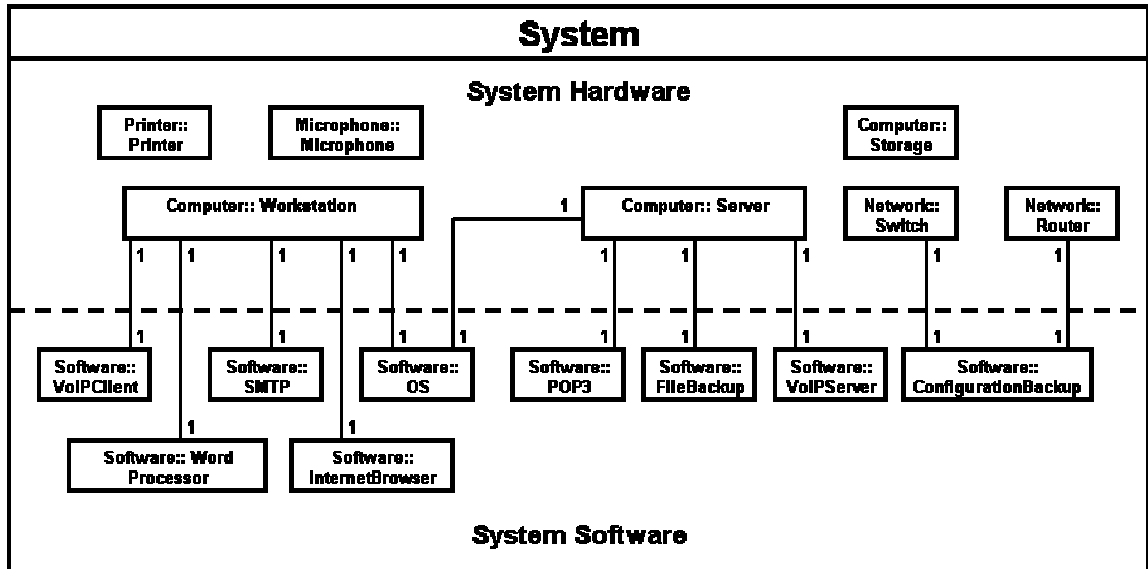 System
System Hardware
Printer::
Printer
Microphone::
Microphone
Computer::
Storage
Computer:: Workstation
1
Computer:: Server
Network::
Switch
Network::
Router
1 1 1 1 1
1 1 1
1
1
1
1
1
1
1
1
1
1
1
1
Software::
VoIPClient
Software::
SMTP
Software::
OS
Software::
POP3
Software::
FileBackup
Software::
VoIPServer
Software::
ConfigurationBackup
1
1
Software:: Word
Processor
Software::
InternetBrowser
System Software